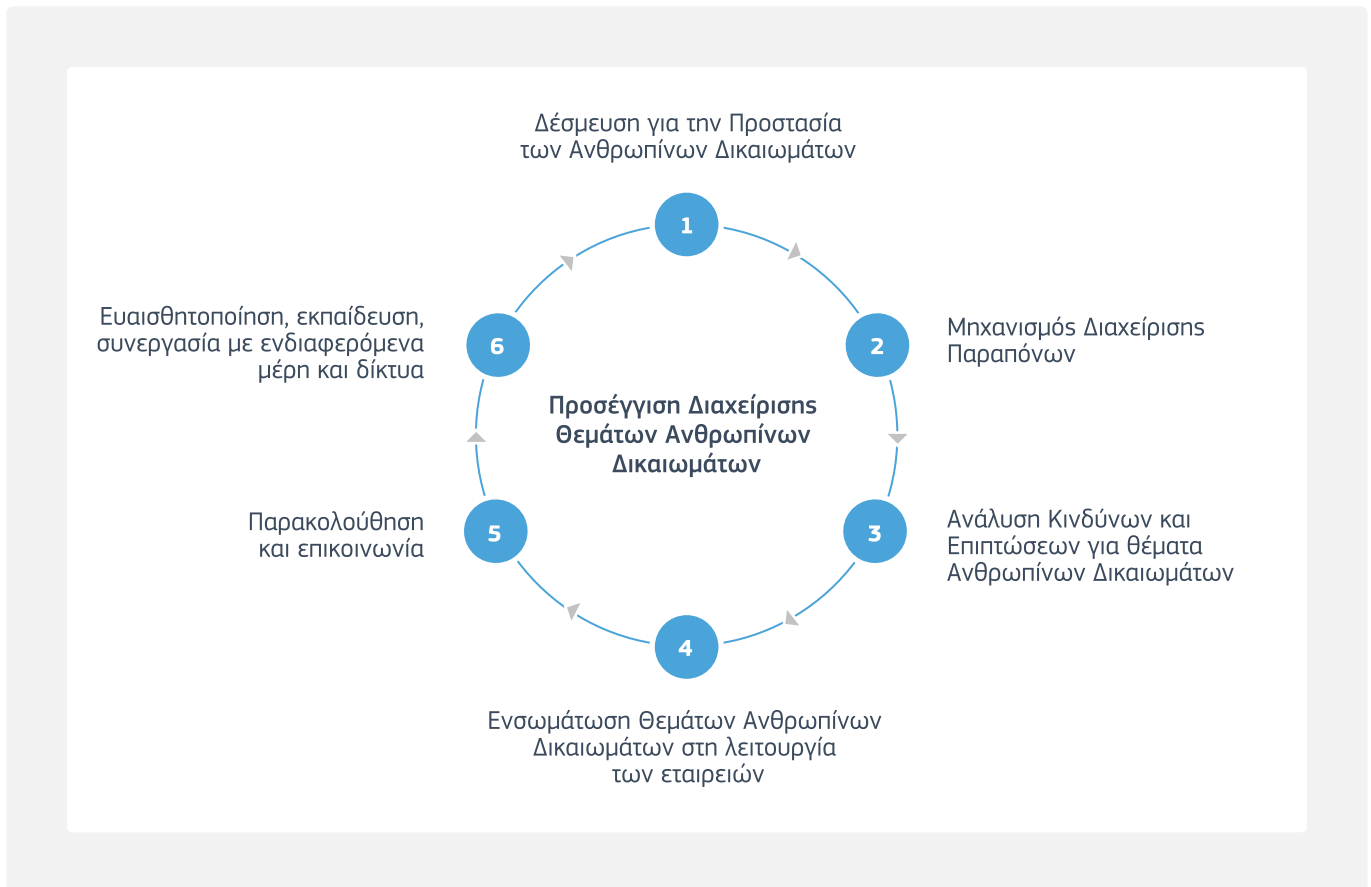 Δέσμευση για την Προστασία
των Ανθρωπίνων Δικαιωμάτων
1
2
Μηχανισμός Διαχείρισης
Παραπόνων
3
Ανάλυση Κινδύνων και
Επιπτώσεων για θέματα
Ανθρωπίνων Δικαιωμάτων
4
Ενσωμάτωση Θεμάτων Ανθρωπίνων
Δικαιωμάτων στη λειτουργία
των εταιρειών
5
Παρακολούθηση
και επικοινωνία
6
Ευαισθητοποίηση, εκπαίδευση,
συνεργασία με ενδιαφερόμενα
μέρη και δίκτυα
Προσέγγιση Διαχείρισης
Θεμάτων Ανθρωπίνων
Δικαιωμάτων